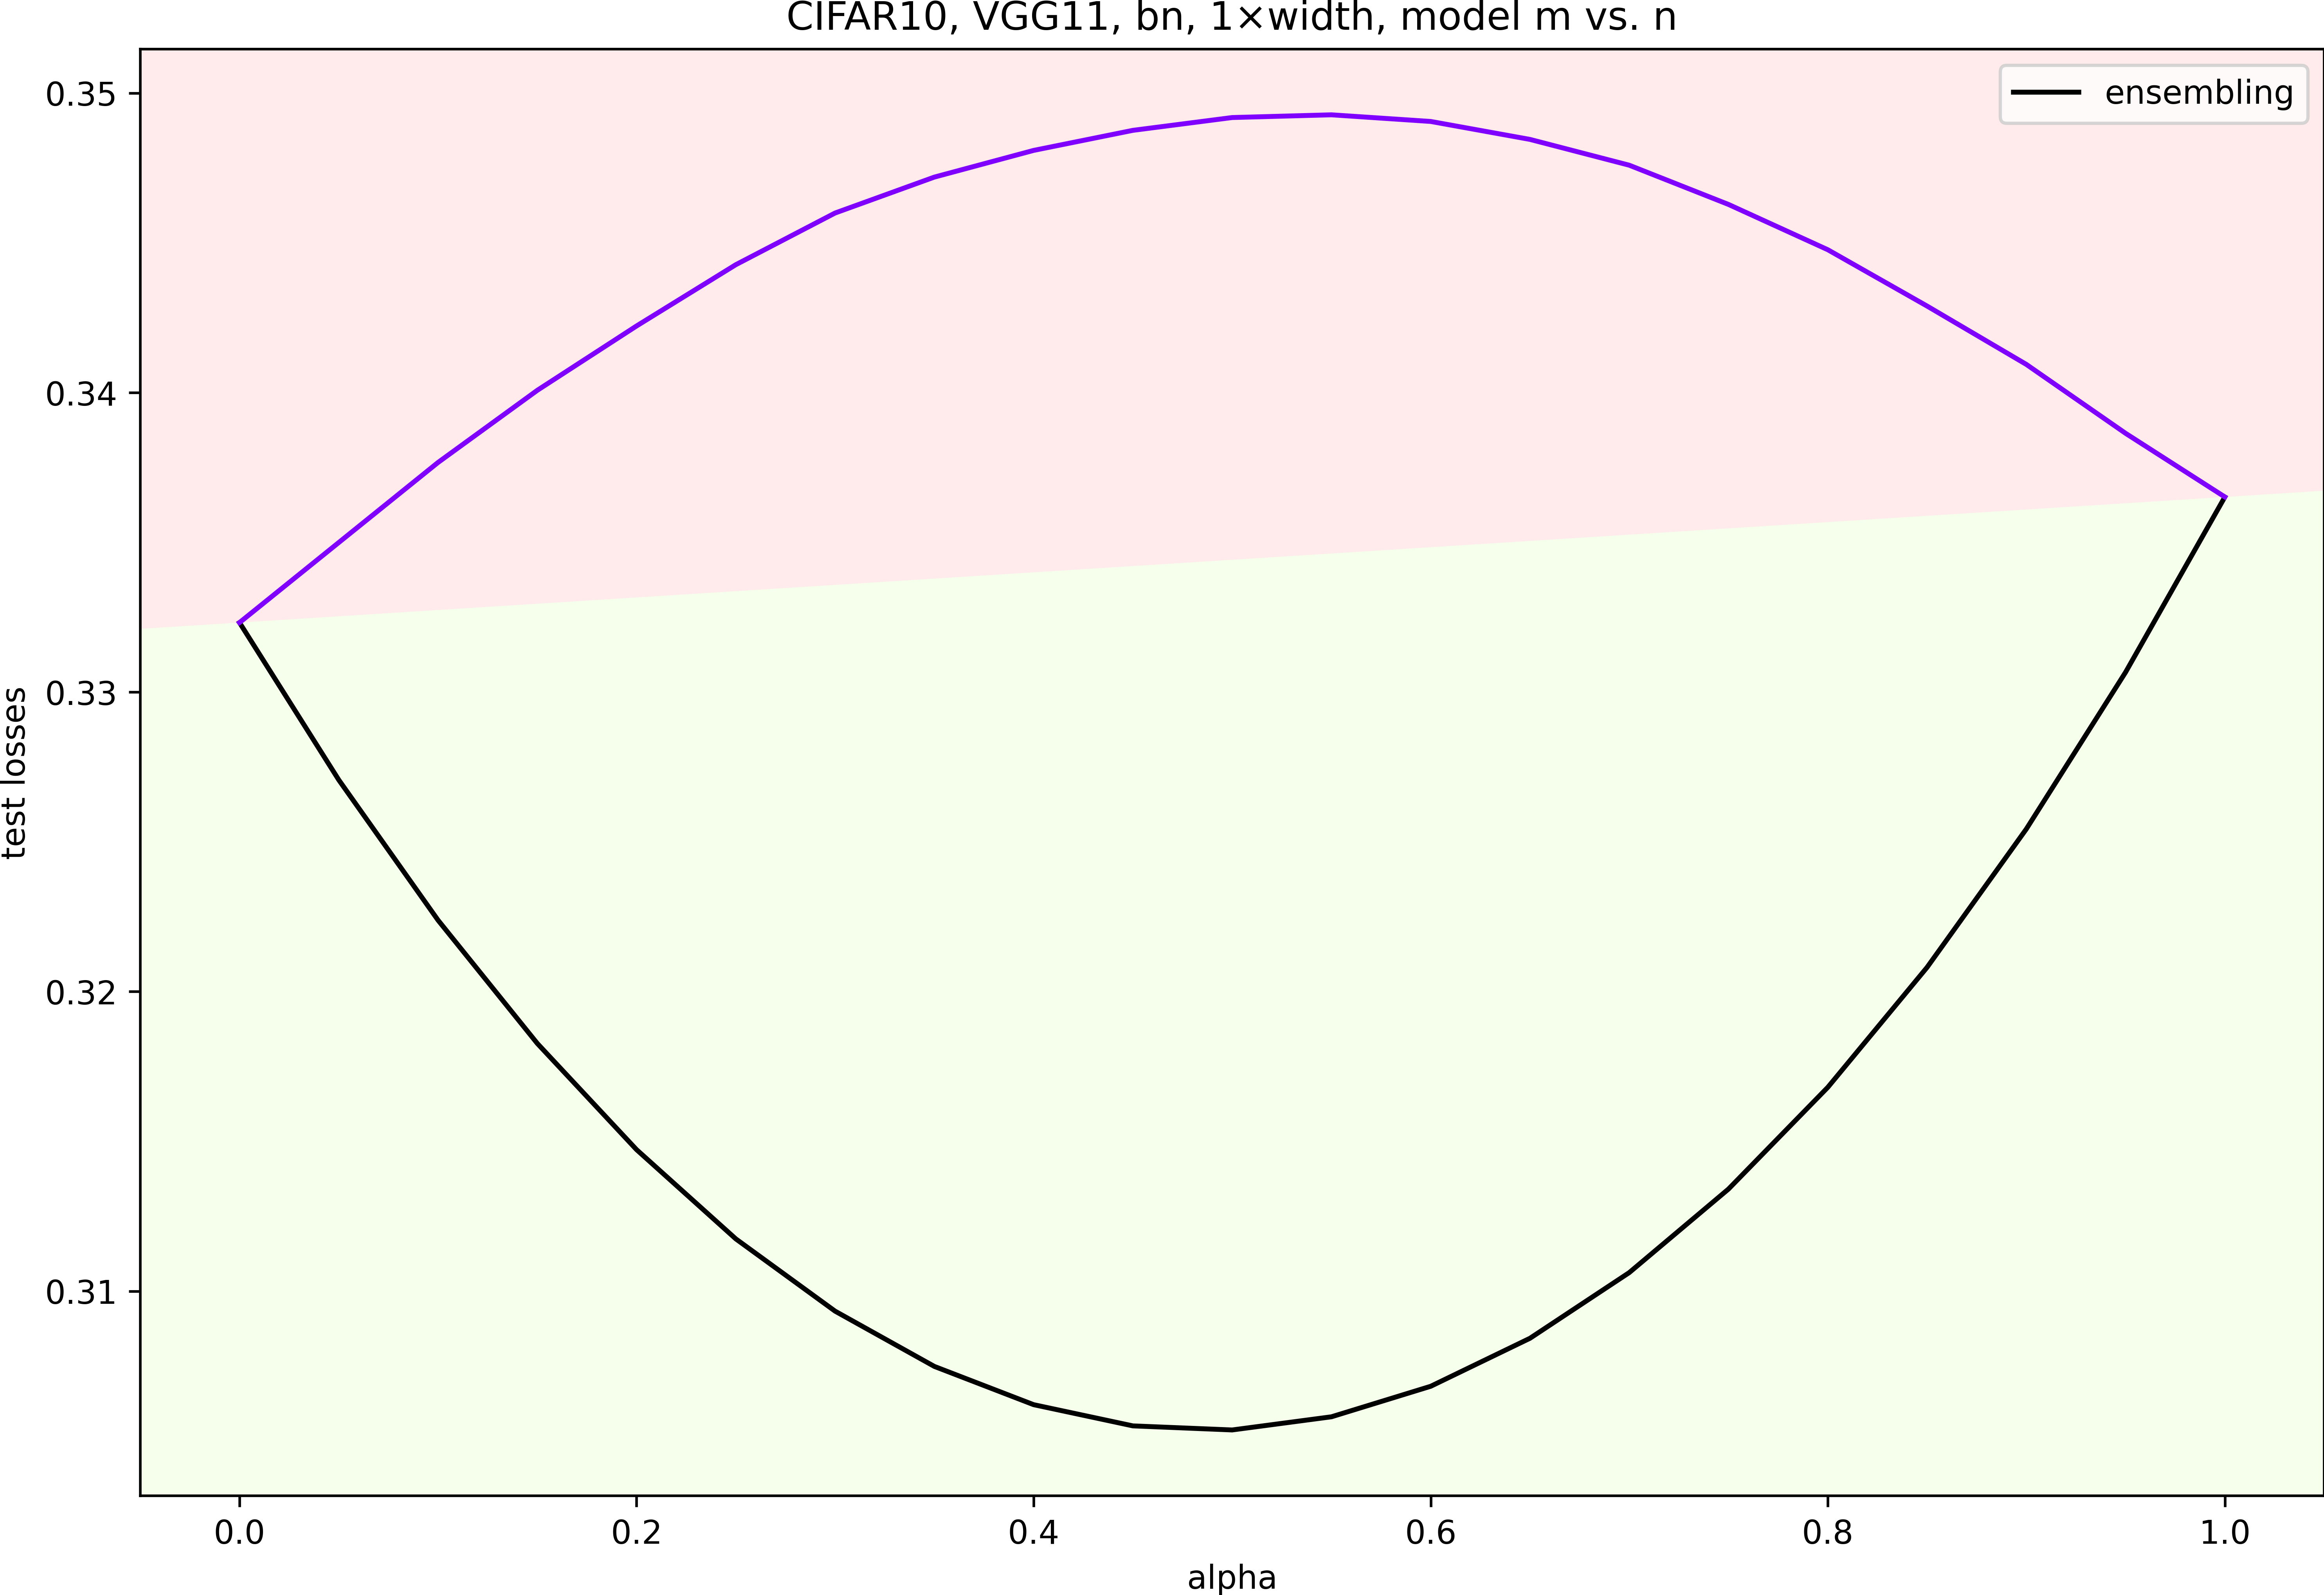 CIFAR10, VGG11, bn, 1×width, model m vs. n
ensembling
test losses
0.35
0.34
0.33
0.32
0.31
0.0 0.2 0.4 0.6 0.8 1.0
alpha